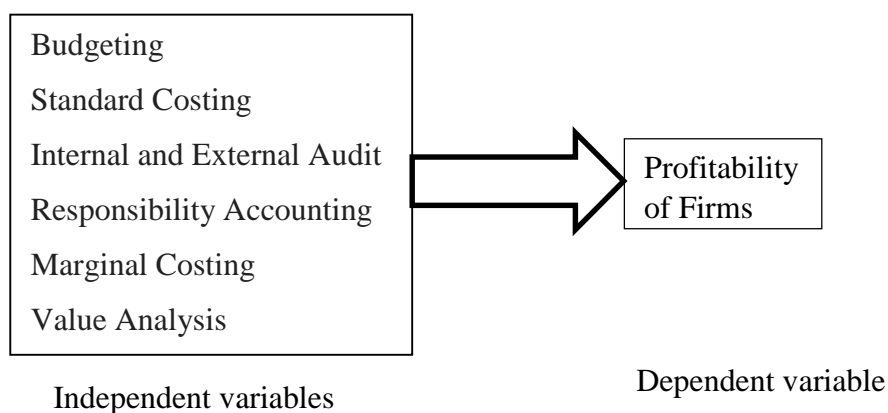 Budgeting
Standard Costing
Internal and External Audit
Responsibility Accounting
Marginal Costing
Value Analysis
Profitability
of Firms
Independent variables
Dependent variable